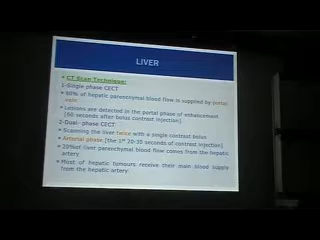 LIVER
CT Scan Technique:
1-Single phase CECT
80% of hepatic parenchymal blood flow is supplied by portal
vein
Lesions are detected in the portal phase of enhancement
[60 seconds after bolus contrast injection]
2-Dual- phase CECT
Scanning the liver twice with a single contrast bolus
Arterial phase [the 1st 20-30 seconds of contrast injection]
20%of liver parenchymal blood flow comes from the hepatic
artery
Most of hepatic tumours receive their main blood supply
from the hepatic artery